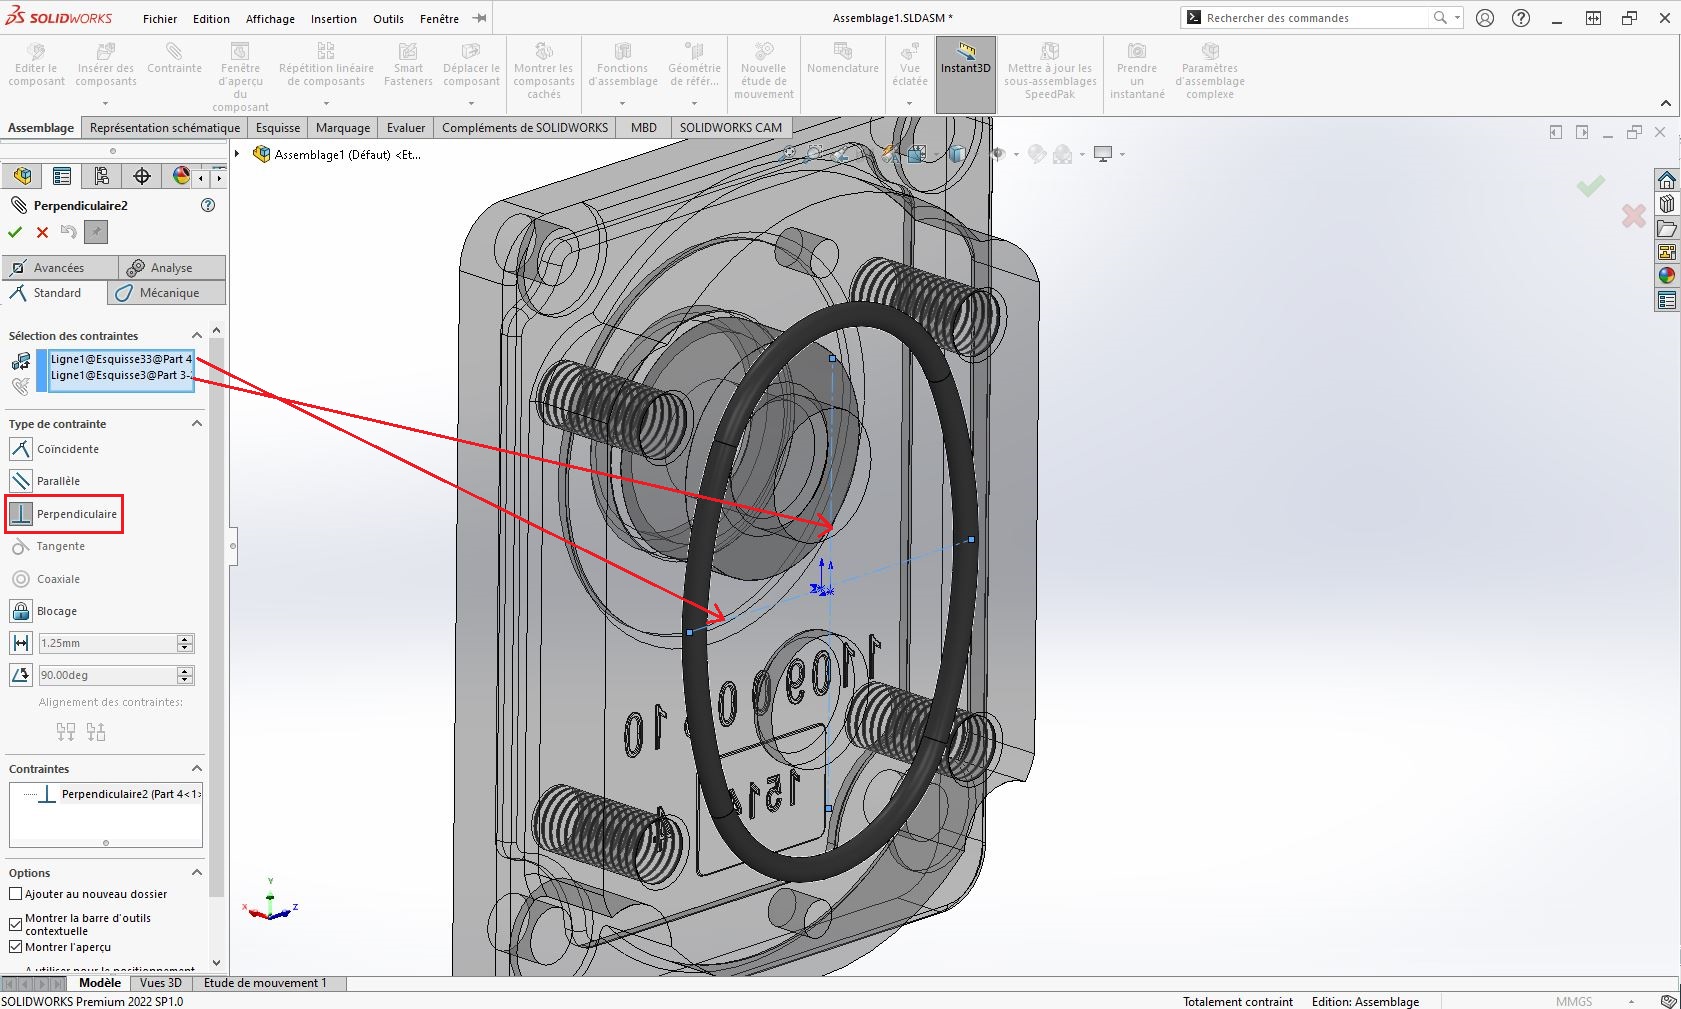 SOLIDWORKS
Fichier Edition Affichage Insertion Outils Fenêtre
Assemblage1.SLDASM *
Rechercher des commandes
Editer le composant
Insérer des composants
Contrainte
Fenêtre d'aperçu du composant
Répétition linéaire de composants
Smart Fasteners
Déplacer le composant
Montrer les composants cachés
Fonctions d'assemblage
Géométrie de référ...
Nouvelle étude de mouvement
Nomenclature
Vue éclatée
Instant3D
Mettre à jour les sous-assemblages SpeedPak
Prendre un instantané
Paramètres d'assemblage complexe
Assemblage Représentation schématique Esquisse Marquage Evaluer Compléments de SOLIDWORKS MBD SOLIDWORKS CAM
Assemblage1 (Défaut) <Et...
Perpendiculaire2
Avancées Analyse
Standard Mécanique
Sélection des contraintes
Ligne1@Esquisse33@Part 4
Ligne1@Esquisse3@Part 3-
Type de contrainte
Coïncidente
Parallèle
Perpendiculaire
Tangente
Coaxiale
Blocage
1.25mm
90.00deg
Alignement des contraintes:
Contraintes
Perpendiculaire2 (Part 4<1>
Options
Ajouter au nouveau dossier
Montrer la barre d'outils
contextuelle
Montrer l'aperçu
A utiliser pour le positionnement
Y
X
Z
Modèle Vues 3D Etude de mouvement 1
SOLIDWORKS Premium 2022 SP1.0
Totalement contraint Edition: Assemblage MMGS